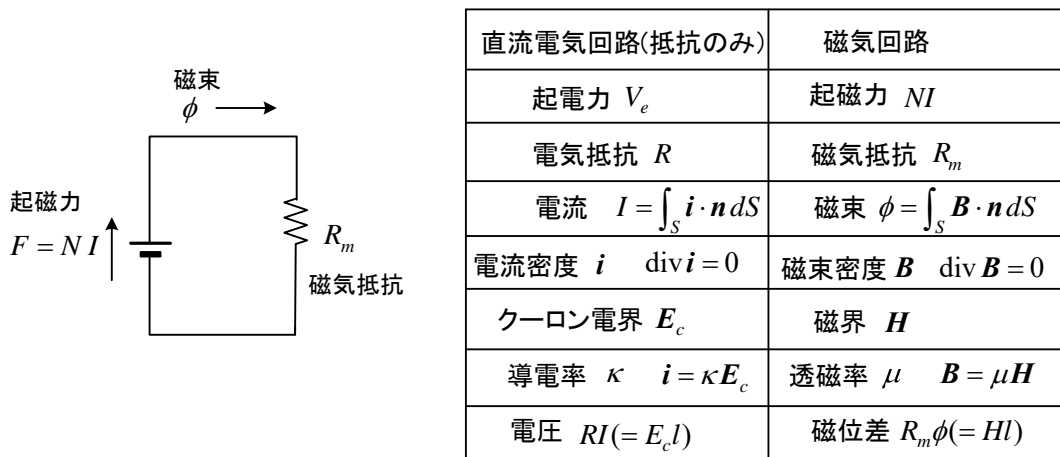 磁束
ϕ
起磁力
F = N I
R_m
磁気抵抗
直流電気回路(抵抗のみ) 磁気回路
起電力 V_e 起磁力 NI
電気抵抗 R 磁気抵抗 R_m
電流 I = ∫_S i · n dS 磁束 ϕ = ∫_S B · n dS
電流密度 i div i = 0 磁束密度 B div B = 0
クーロン電界 E_c 磁界 H
導電率 κ i = κE_c 透磁率 μ B = μH
電圧 RI(= E_c l) 磁位差 R_m ϕ(= Hl)